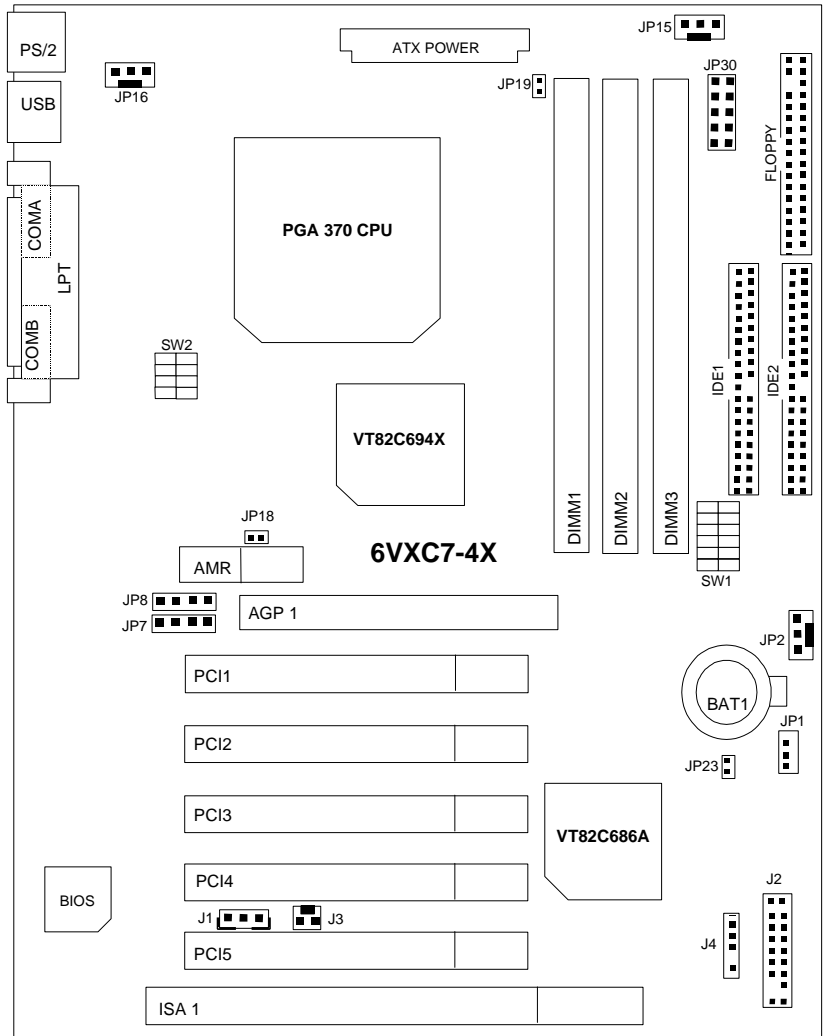 JP15
PS/2
ATX POWER
JP30
JP16
JP19
USB
FLOPPY
COMA
LPT
PGA 370 CPU
COMB
SW2
IDE1
IDE2
VT82C694X
DIMM1
DIMM2
DIMM3
JP18
6VXC7-4X
AMR
SW1
JP8
AGP 1
JP7
JP2
PCI1
BAT1
JP1
PCI2
JP23
PCI3
VT82C686A
PCI4
J2
BIOS
J1
J3
J4
PCI5
ISA 1